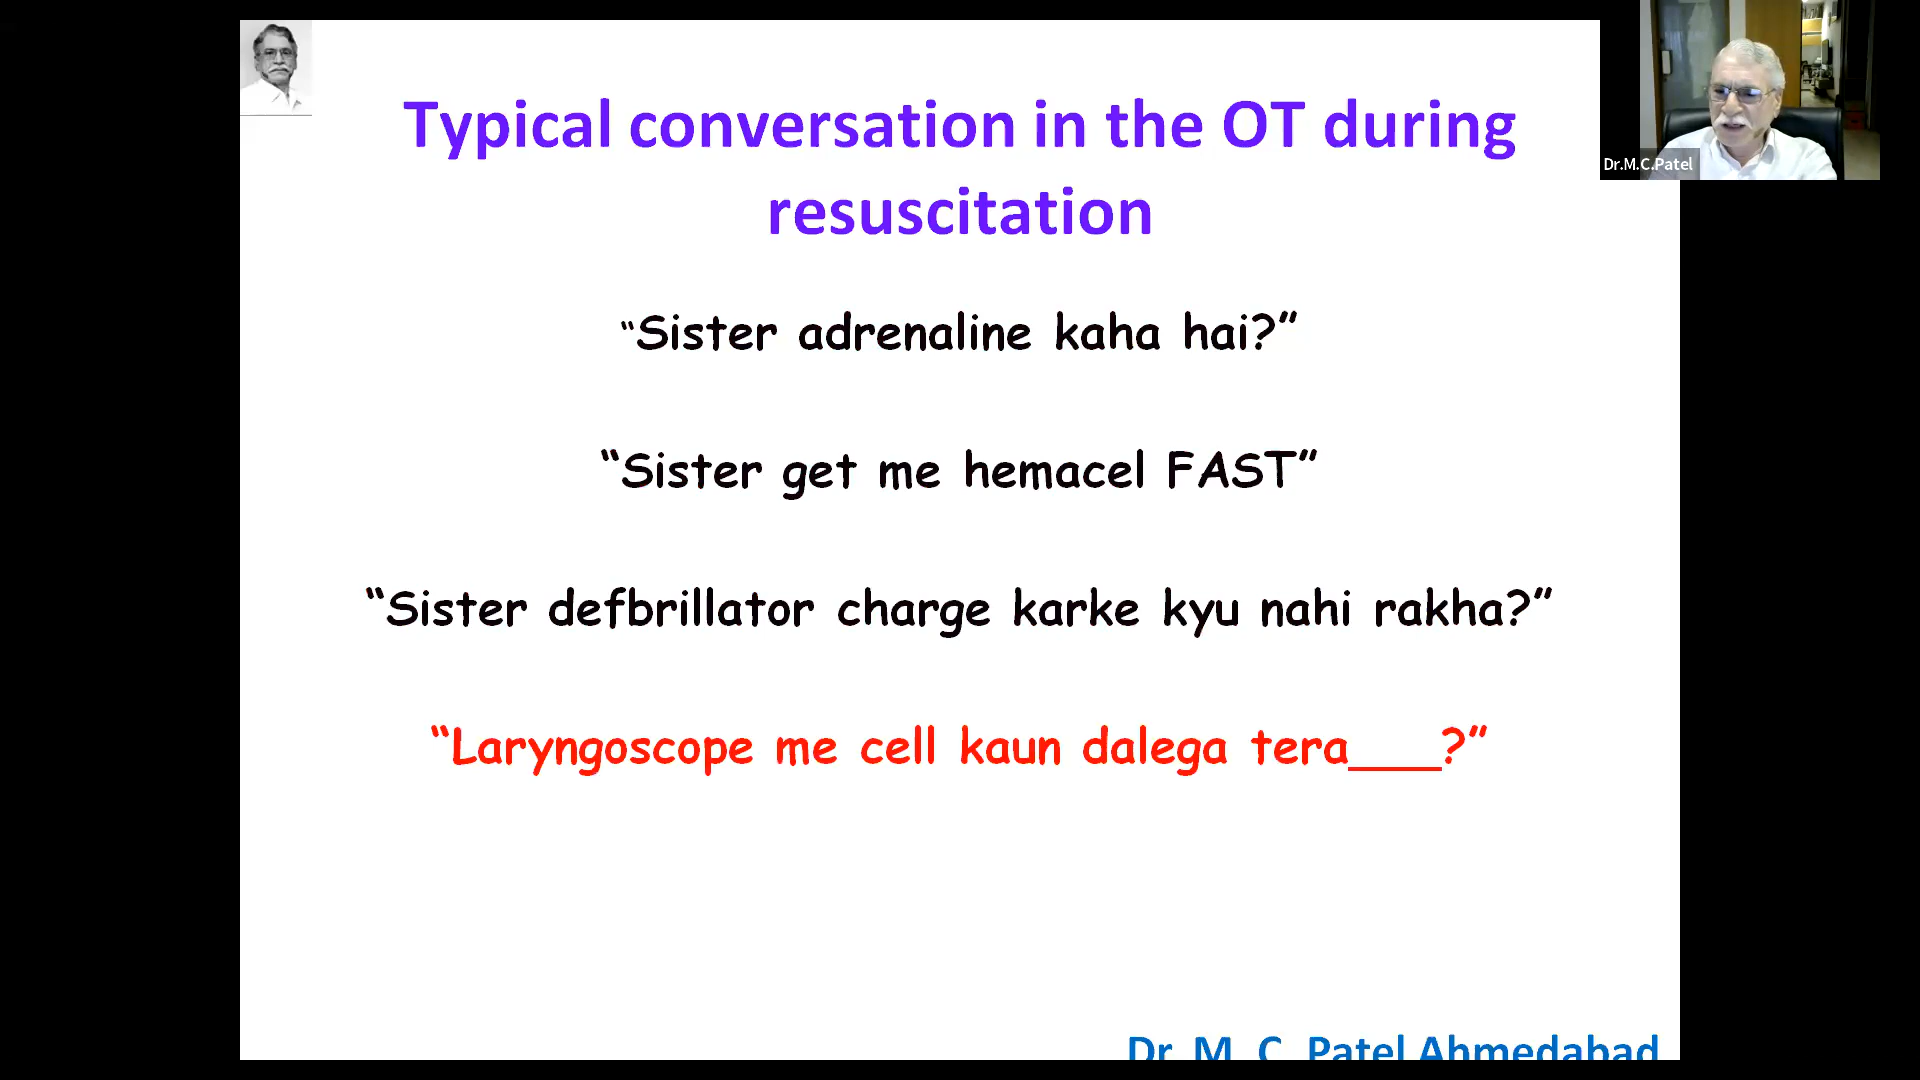 Typical conversation in the OT during
resuscitation
Dr.M.C.Patel
“Sister adrenaline kaha hai?”
“Sister get me hemacel FAST”
“Sister defbrillator charge karke kyu nahi rakha?”
“Laryngoscope me cell kaun dalega tera____?”
Dr. M. C. Patel Ahmedabad